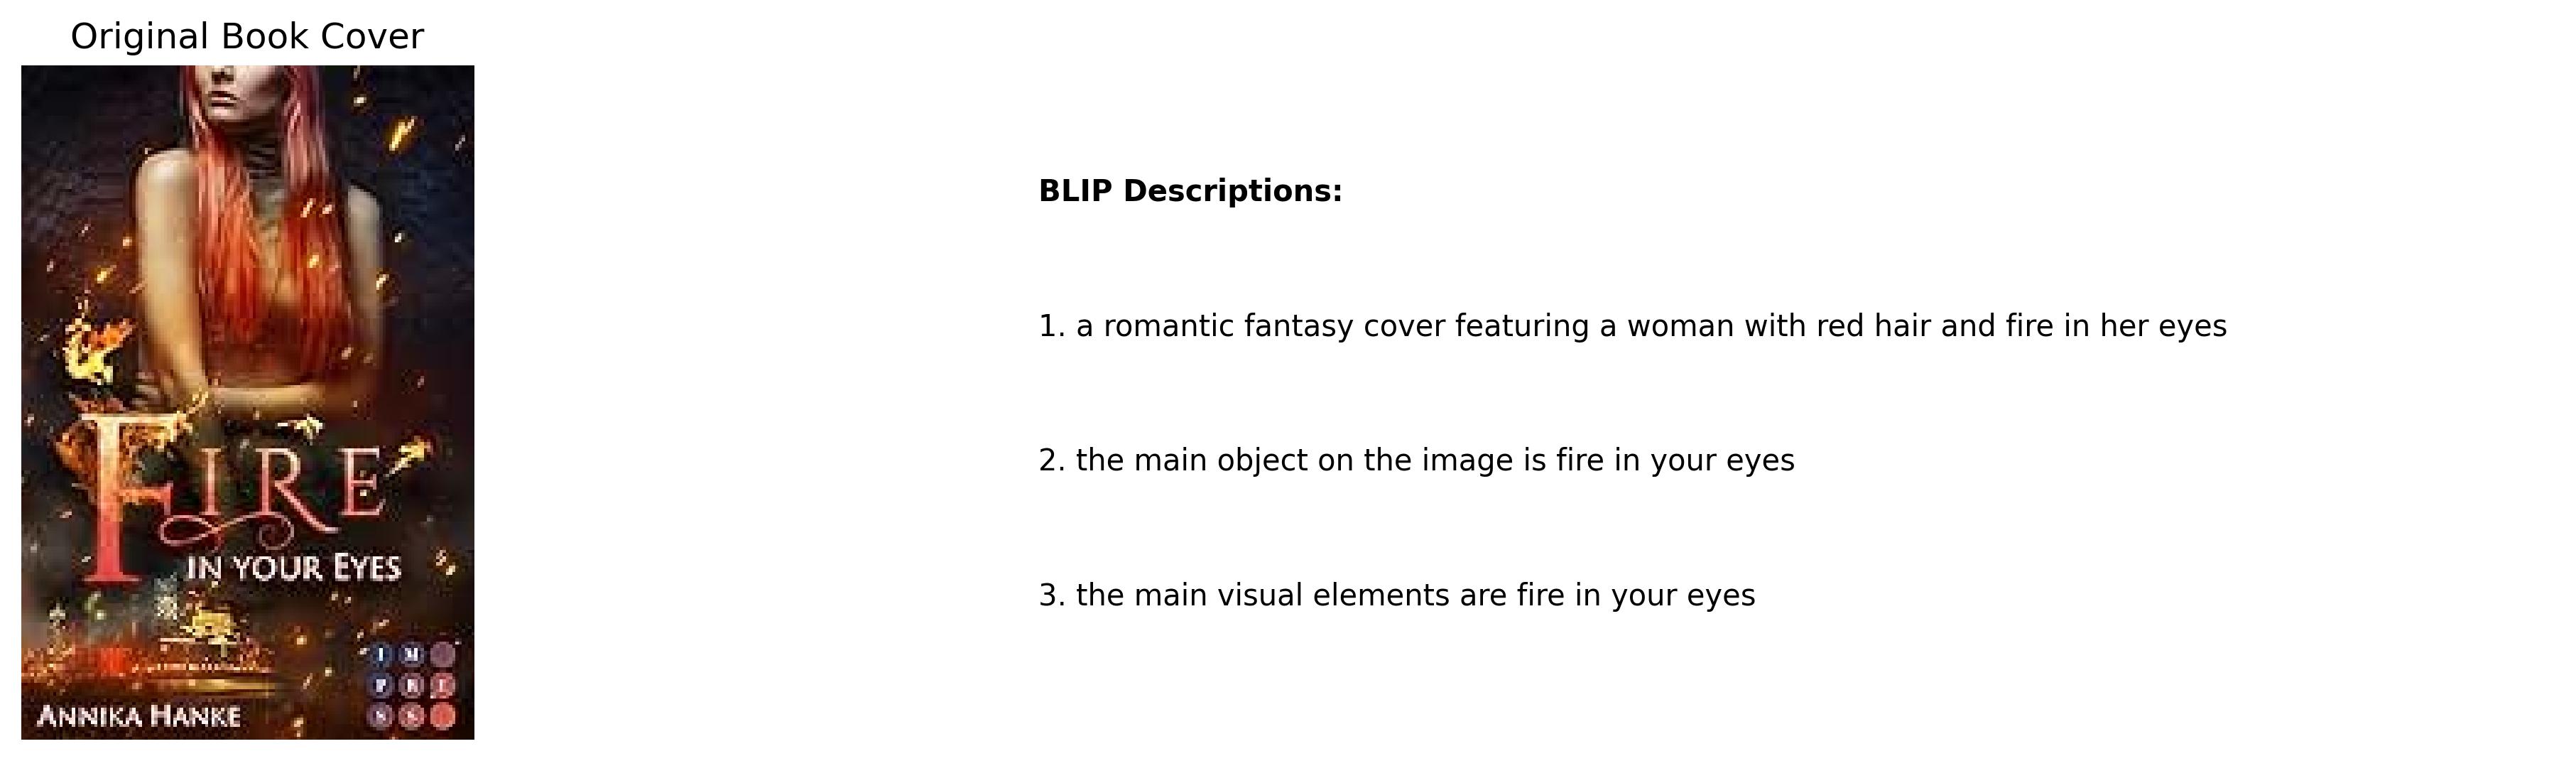 Original Book Cover
FIRE
IN YOUR EYES
I M
P R E
S S
ANNIKA HANKE
BLIP Descriptions:
1. a romantic fantasy cover featuring a woman with red hair and fire in her eyes
2. the main object on the image is fire in your eyes
3. the main visual elements are fire in your eyes